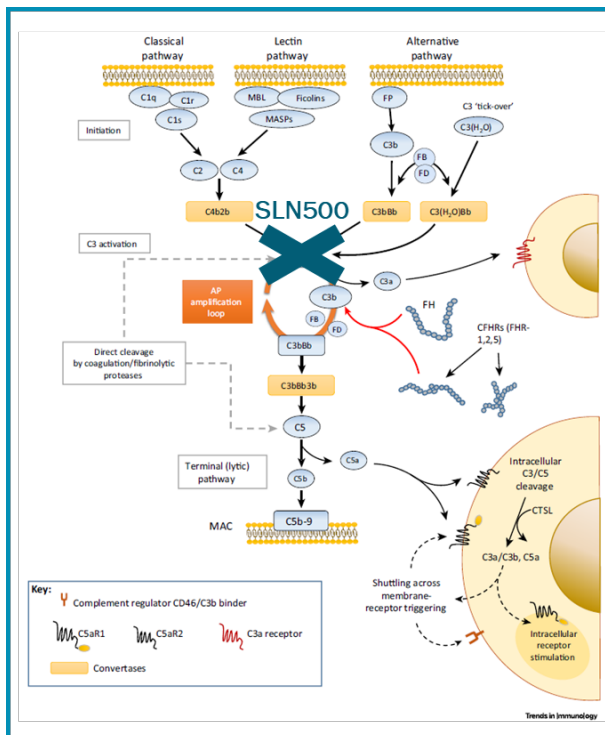 Classical
pathway
Lectin
pathway
Alternative
pathway
C1q
C1r
C1s
MBL
Ficolins
MASPs
FP
C3 'tick-over'
C3(H₂O)
Initiation
C3b
FB
FD
C2
C4
C4b2b
SLN500
C3bBb
C3(H₂O)Bb
C3 activation
C3a
AP
amplification
loop
C3b
FB
FD
FH
C3bBb
CFHRs (FHR-
1,2,5)
Direct cleavage
by coagulation/fibrinolytic
proteases
C3bBb3b
C5
C5a
Terminal (lytic)
pathway
C5b
Intracellular
C3/C5
cleavage
CTSL
MAC
C5b-9
C3a/C3b, C5a
Shuttling across
membrane-
receptor triggering
Intracellular
receptor
stimulation
Key:
Complement regulator CD46/C3b binder
C5aR1
C5aR2
C3a receptor
Convertases
Trends in Immunology